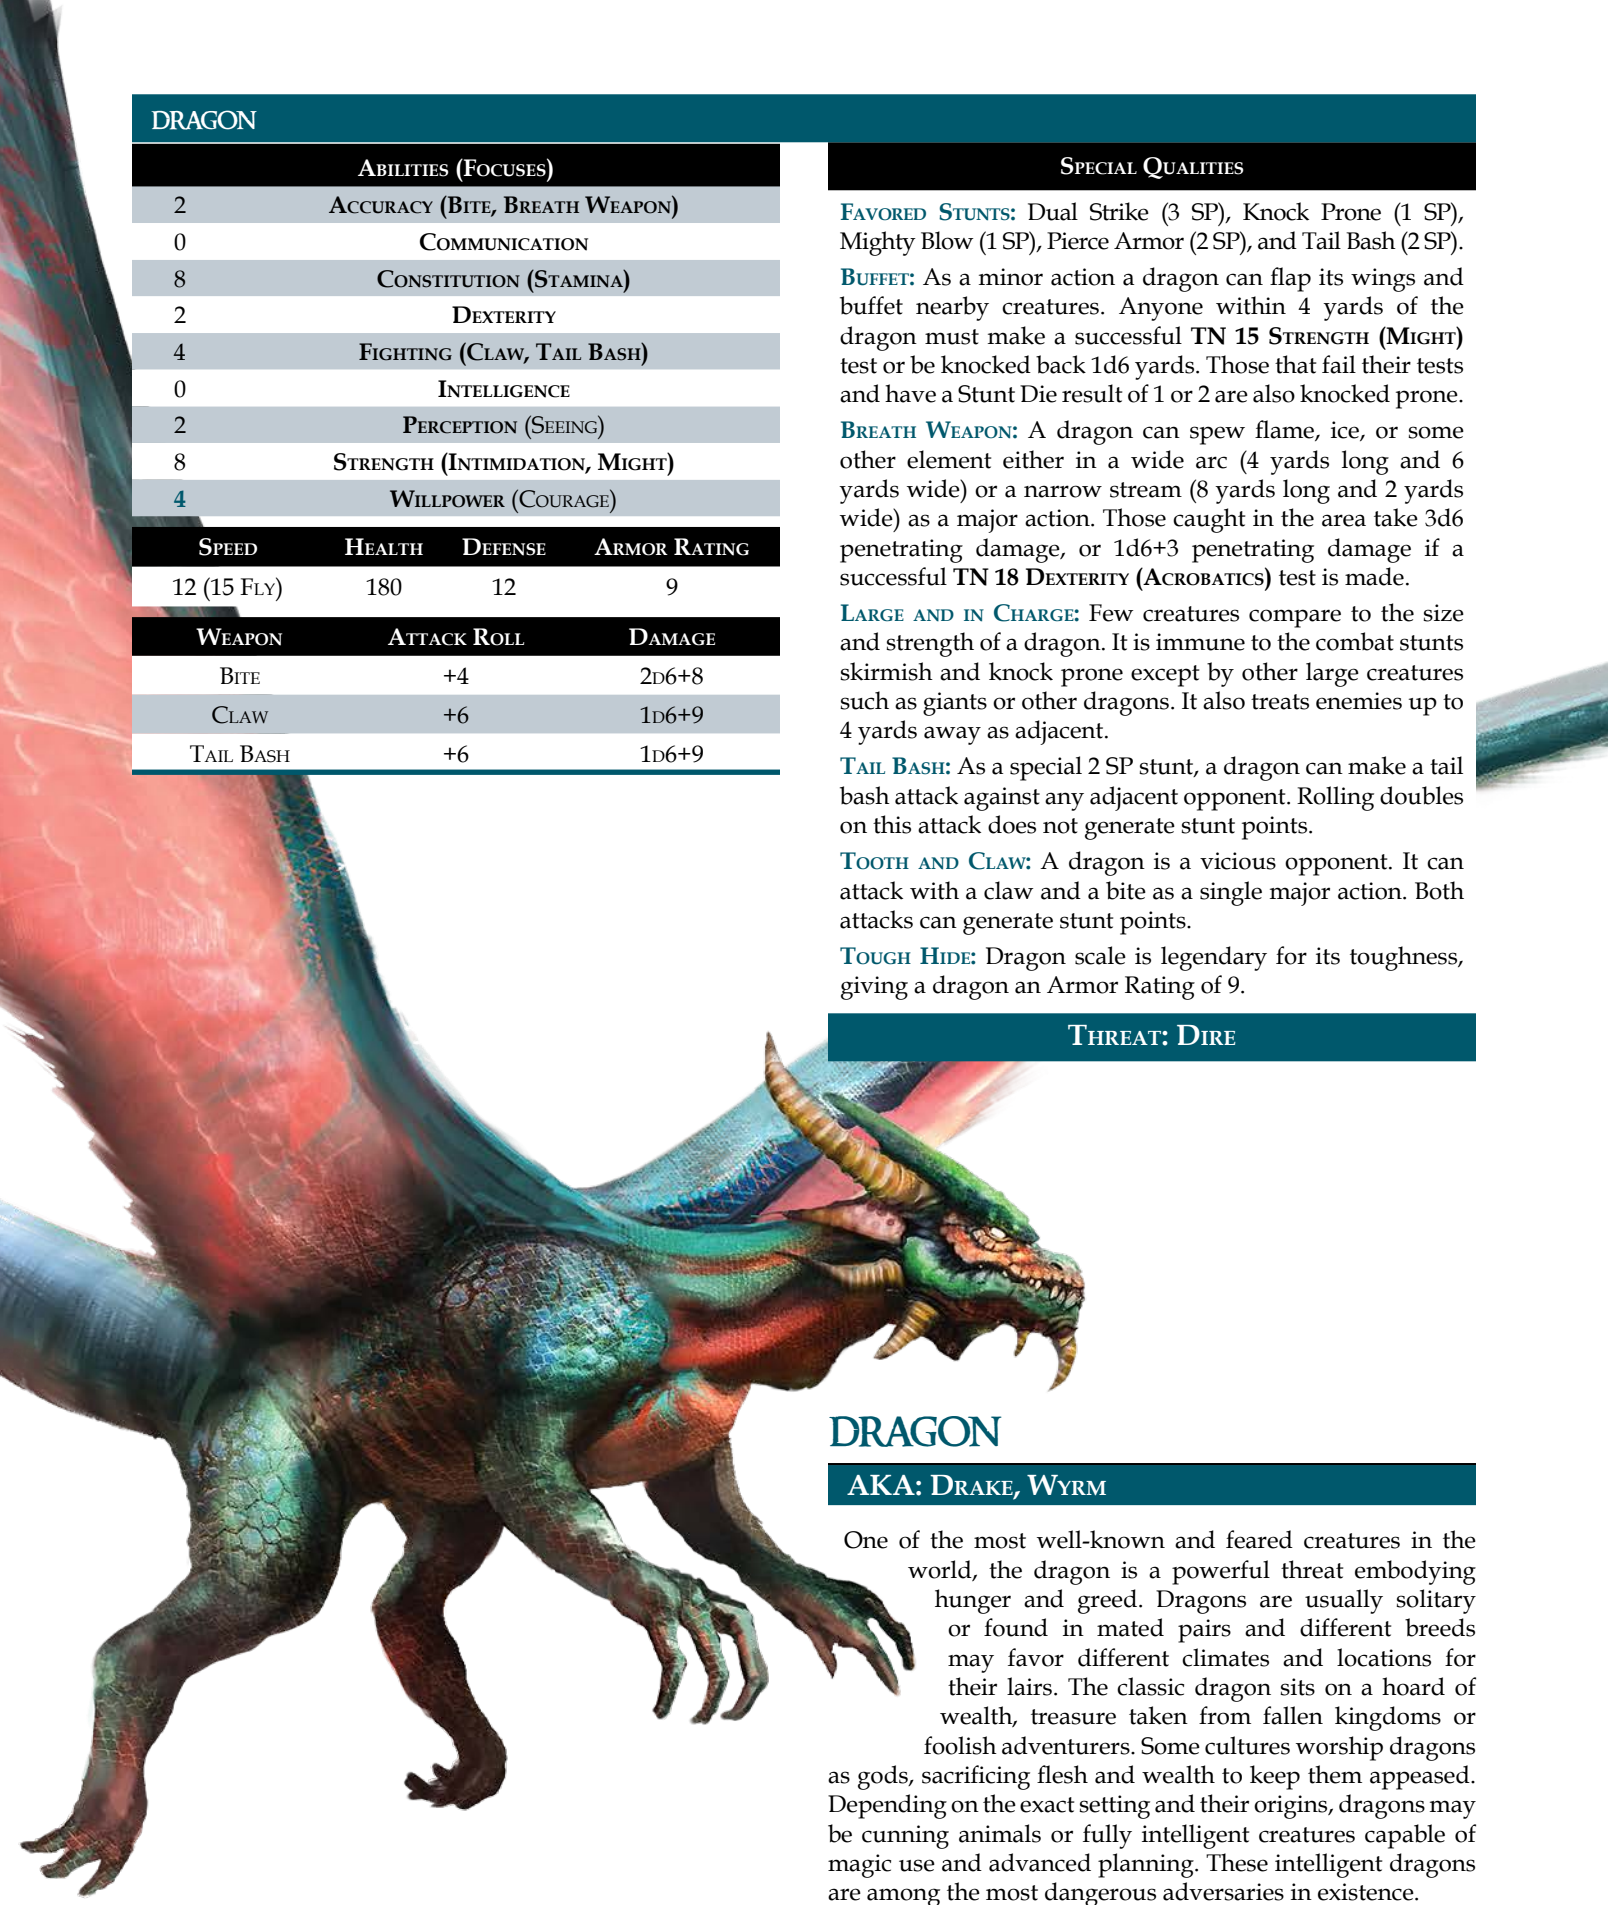 DRAGON
Abilities (Focuses)
2 Accuracy (Bite, Breath Weapon)
0 Communication
8 Constitution (Stamina)
2 Dexterity
4 Fighting (Claw, Tail Bash)
0 Intelligence
2 Perception (Seeing)
8 Strength (Intimidation, Might)
4 Willpower (Courage)
Speed Health Defense Armor Rating
12 (15 Fly) 180 12 9
Weapon Attack Roll Damage
Bite +4 2d6+8
Claw +6 1d6+9
Tail Bash +6 1d6+9
Special Qualities
Favored Stunts: Dual Strike (3 SP), Knock Prone (1 SP),
Mighty Blow (1 SP), Pierce Armor (2 SP), and Tail Bash (2 SP).
Buffet: As a minor action a dragon can flap its wings and
buffet nearby creatures. Anyone within 4 yards of the
dragon must make a successful TN 15 Strength (Might)
test or be knocked back 1d6 yards. Those that fail their tests
and have a Stunt Die result of 1 or 2 are also knocked prone.
Breath Weapon: A dragon can spew flame, ice, or some
other element either in a wide arc (4 yards long and 6
yards wide) or a narrow stream (8 yards long and 2 yards
wide) as a major action. Those caught in the area take 3d6
penetrating damage, or 1d6+3 penetrating damage if a
successful TN 18 Dexterity (Acrobatics) test is made.
Large and in Charge: Few creatures compare to the size
and strength of a dragon. It is immune to the combat stunts
skirmish and knock prone except by other large creatures
such as giants or other dragons. It also treats enemies up to
4 yards away as adjacent.
Tail Bash: As a special 2 SP stunt, a dragon can make a tail
bash attack against any adjacent opponent. Rolling doubles
on this attack does not generate stunt points.
Tooth and Claw: A dragon is a vicious opponent. It can
attack with a claw and a bite as a single major action. Both
attacks can generate stunt points.
Tough Hide: Dragon scale is legendary for its toughness,
giving a dragon an Armor Rating of 9.
Threat: Dire
DRAGON
AKA: Drake, Wyrm
One of the most well-known and feared creatures in the
world, the dragon is a powerful threat embodying
hunger and greed. Dragons are usually solitary
or found in mated pairs and different breeds
may favor different climates and locations for
their lairs. The classic dragon sits on a hoard of
wealth, treasure taken from fallen kingdoms or
foolish adventurers. Some cultures worship dragons
as gods, sacrificing flesh and wealth to keep them appeased.
Depending on the exact setting and their origins, dragons may
be cunning animals or fully intelligent creatures capable of
magic use and advanced planning. These intelligent dragons
are among the most dangerous adversaries in existence.